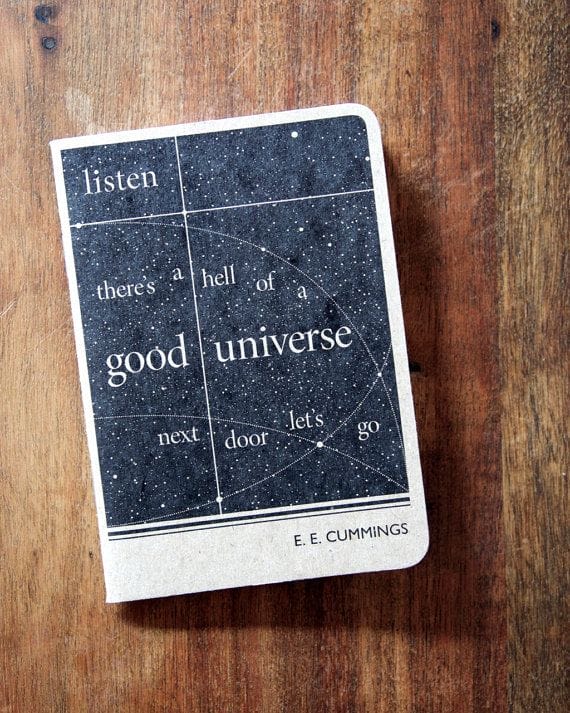 listen
there's a hell of a
good universe
next door let's go
E. E. CUMMINGS